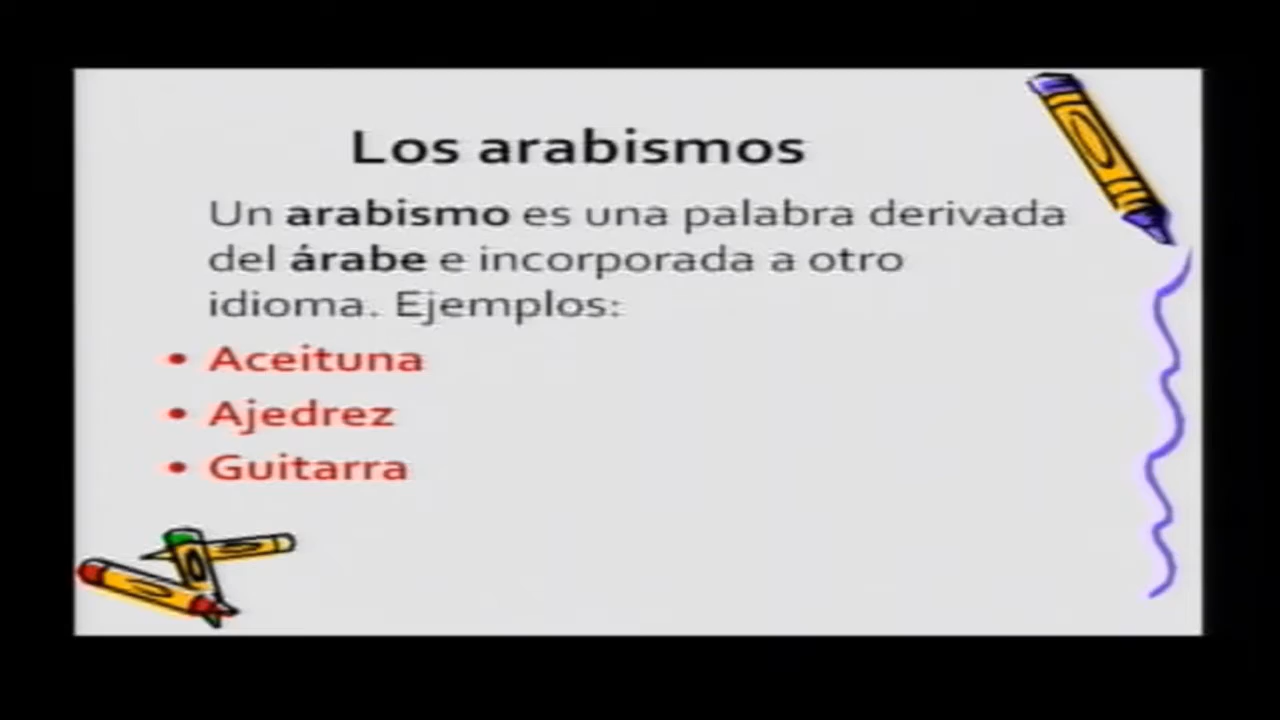 Los arabismos
Un arabismo es una palabra derivada
del árabe e incorporada a otro
idioma. Ejemplos:
• Aceituna
• Ajedrez
• Guitarra